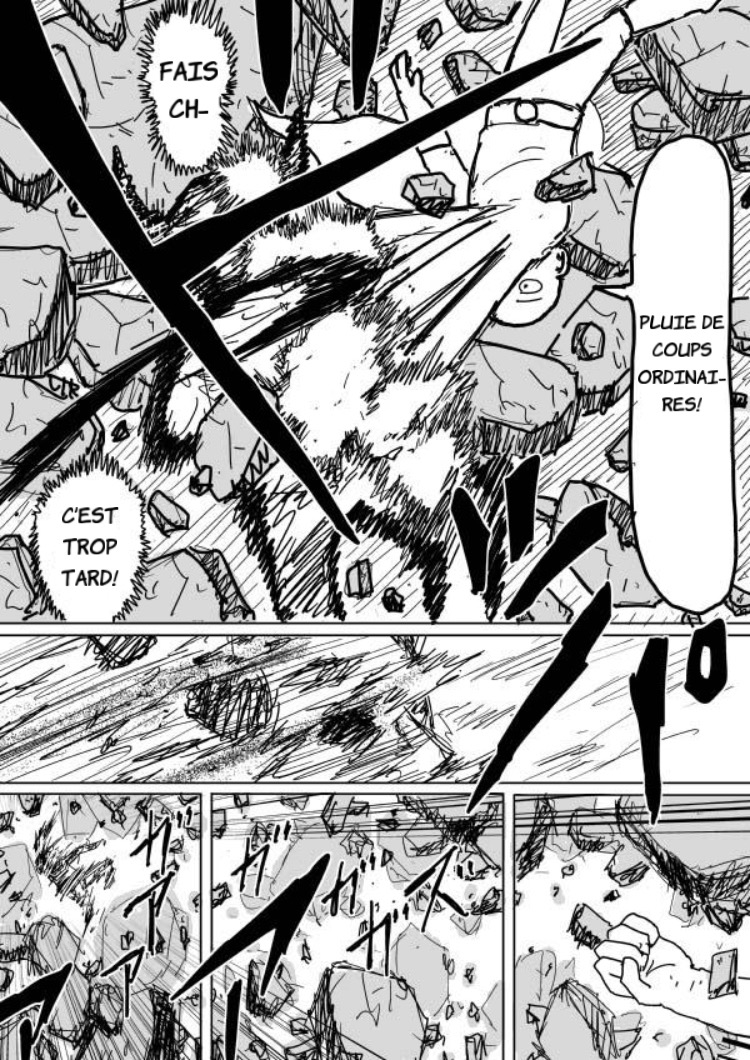 PLUIE DE
COUPS
ORDINAI-
RES!
FAIS
CH-
C'EST
TROP
TARD!